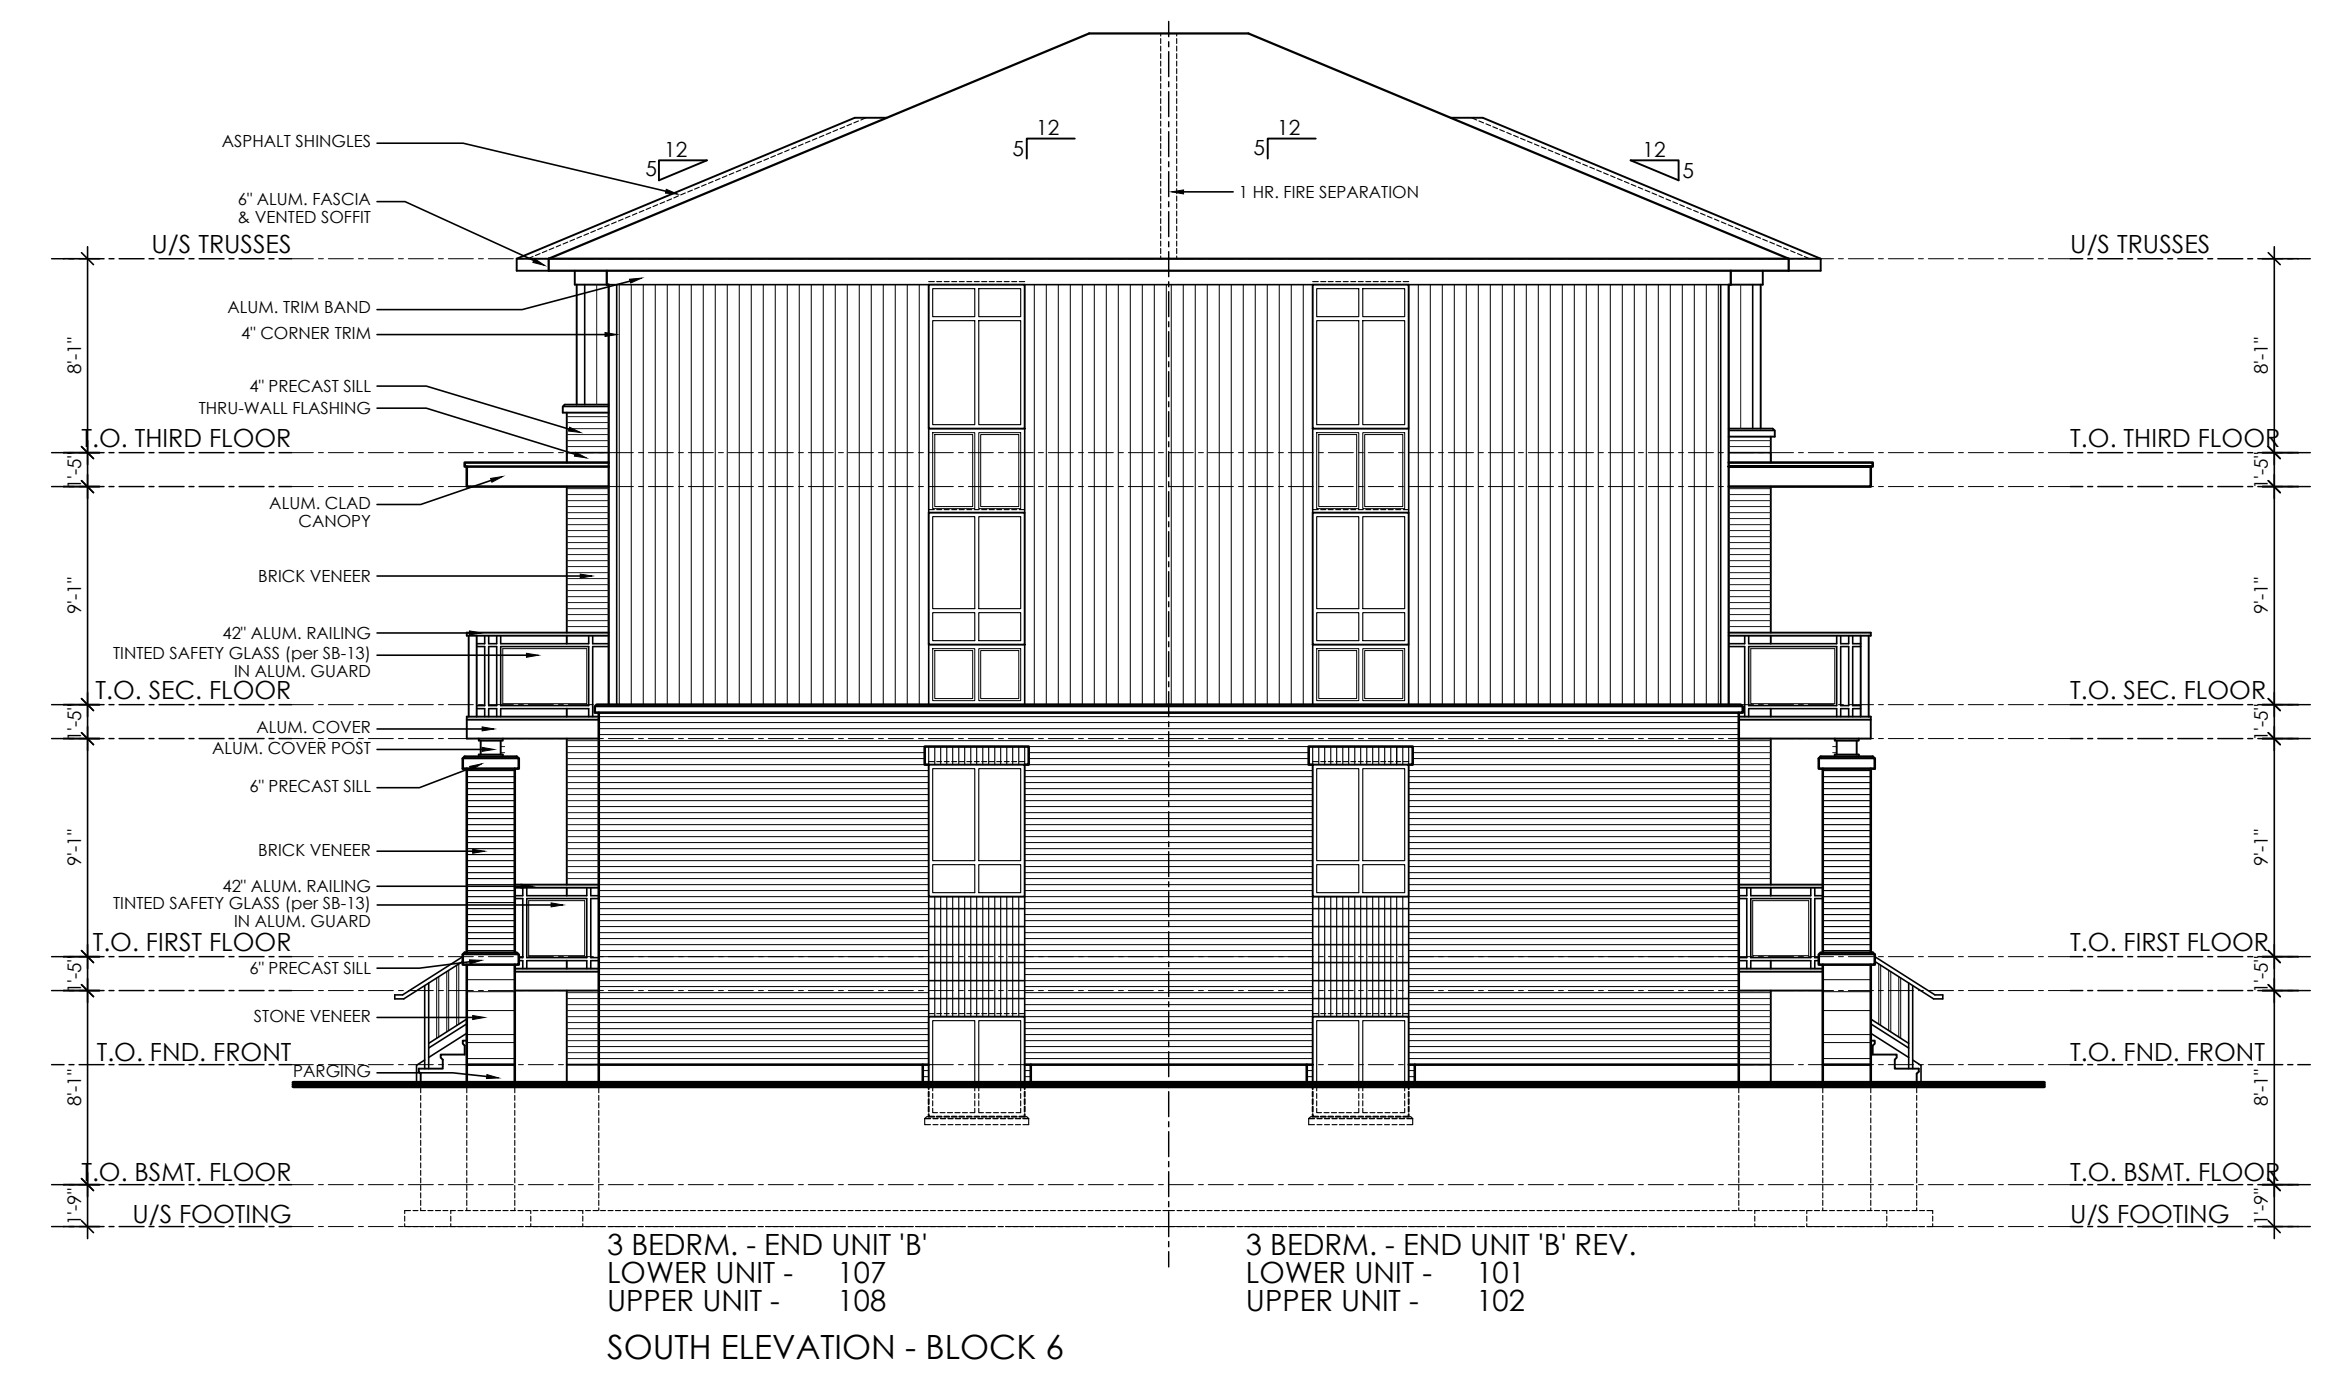 12
5
12
5
ASPHALT SHINGLES
12
5
12
5
6" ALUM. FASCIA
& VENTED SOFFIT
1 HR. FIRE SEPARATION
U/S TRUSSES
U/S TRUSSES
ALUM. TRIM BAND
4" CORNER TRIM
8'-1"
8'-1"
4" PRECAST SILL
THRU-WALL FLASHING
T.O. THIRD FLOOR
T.O. THIRD FLOOR
1'-5"
1'-5"
ALUM. CLAD
CANOPY
BRICK VENEER
9'-1"
9'-1"
42" ALUM. RAILING
TINTED SAFETY GLASS (per SB-13)
IN ALUM. GUARD
T.O. SEC. FLOOR
T.O. SEC. FLOOR
1'-5"
1'-5"
ALUM. COVER
ALUM. COVER POST
6" PRECAST SILL
BRICK VENEER
9'-1"
9'-1"
42" ALUM. RAILING
TINTED SAFETY GLASS (per SB-13)
IN ALUM. GUARD
T.O. FIRST FLOOR
T.O. FIRST FLOOR
6" PRECAST SILL
1'-5"
1'-5"
STONE VENEER
T.O. FND. FRONT
T.O. FND. FRONT
PARGING
8'-1"
8'-1"
T.O. BSMT. FLOOR
T.O. BSMT. FLOOR
1'-9"
1'-9"
U/S FOOTING
U/S FOOTING
3 BEDRM. - END UNIT 'B'
LOWER UNIT - 107
UPPER UNIT - 108
3 BEDRM. - END UNIT 'B' REV.
LOWER UNIT - 101
UPPER UNIT - 102
SOUTH ELEVATION - BLOCK 6